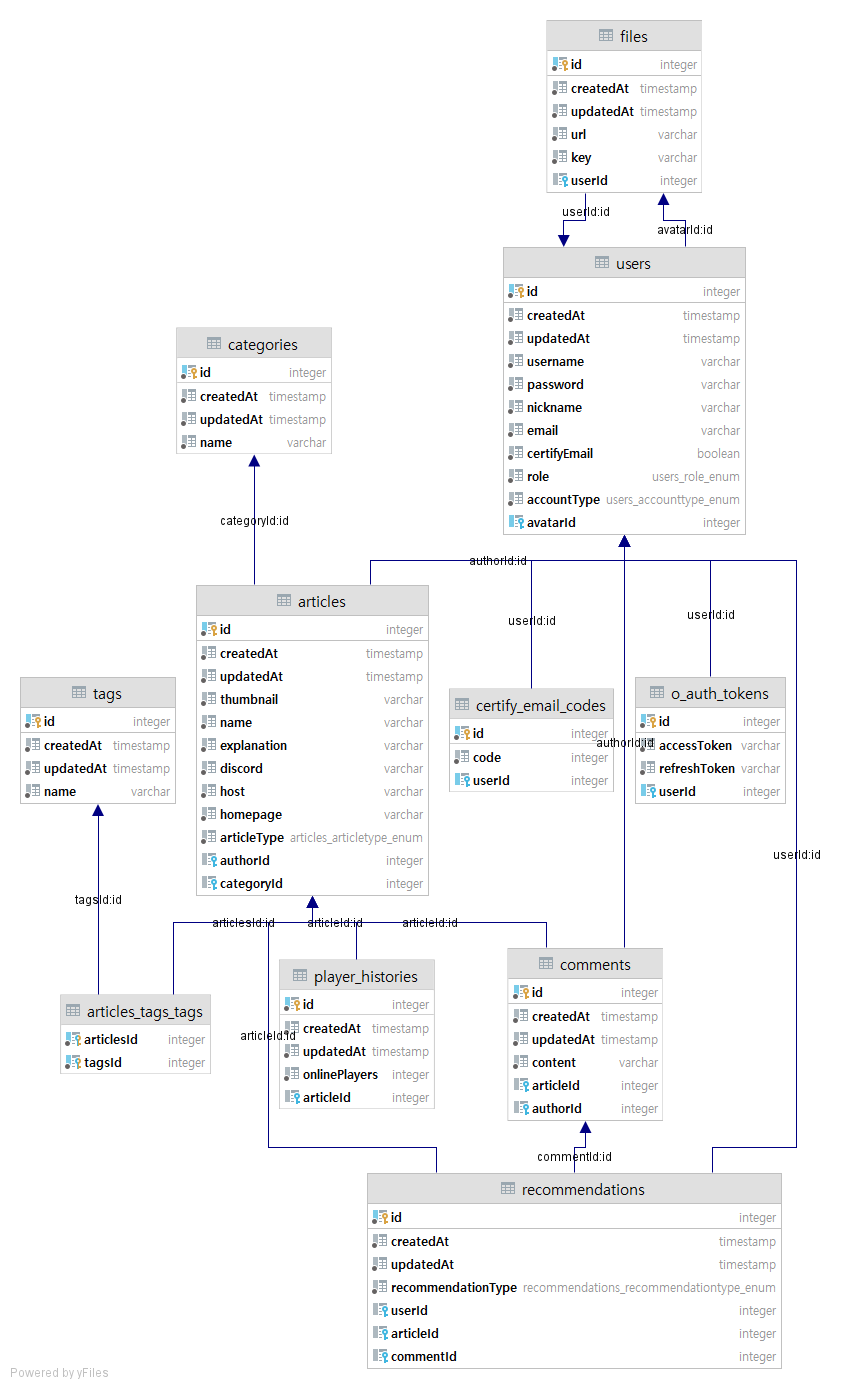 files
id integer
createdAt timestamp
updatedAt timestamp
url varchar
key varchar
userId integer
userId:id
avatarId:id
users
id integer
createdAt timestamp
updatedAt timestamp
username varchar
password varchar
nickname varchar
email varchar
certifyEmail boolean
role users_role_enum
accountType users_accounttype_enum
avatarId integer
categories
id integer
createdAt timestamp
updatedAt timestamp
name varchar
categoryId:id
authorId:id
articles
id integer
createdAt timestamp
updatedAt timestamp
thumbnail varchar
name varchar
explanation varchar
discord varchar
host varchar
homepage varchar
articleType articles_articletype_enum
authorId integer
categoryId integer
userId:id
userId:id
tags
id integer
createdAt timestamp
updatedAt timestamp
name varchar
certify_email_codes
id integer
code integer
userId integer
authorId:id
o_auth_tokens
id integer
accessToken varchar
refreshToken varchar
userId integer
userId:id
tagsId:id
articlesId:id
articleId:id
articleId:id
articles_tags_tags
articlesId integer
tagsId integer
articleId:id
player_histories
id integer
createdAt timestamp
updatedAt timestamp
onlinePlayers integer
articleId integer
comments
id integer
createdAt timestamp
updatedAt timestamp
content varchar
articleId integer
authorId integer
commentId:id
recommendations
id integer
createdAt timestamp
updatedAt timestamp
recommendationType recommendations_recommendationtype_enum
userId integer
articleId integer
commentId integer
Powered by yFiles